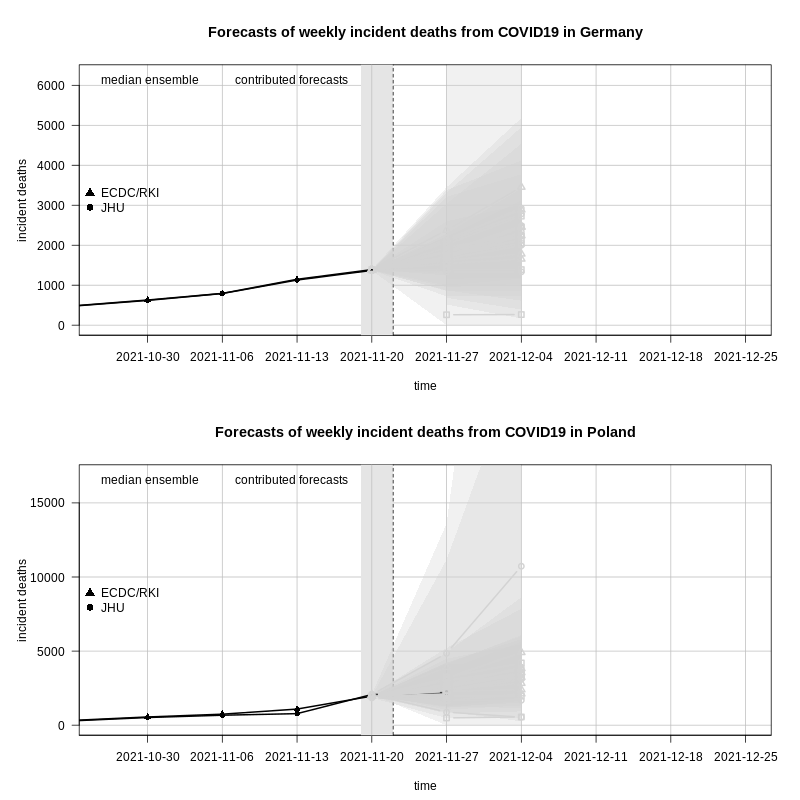 Forecasts of weekly incident deaths from COVID19 in Germany
median ensemble contributed forecasts
6000
5000
4000
3000
2000
1000
0
incident deaths
ECDC/RKI
JHU
2021-10-30 2021-11-06 2021-11-13 2021-11-20 2021-11-27 2021-12-04 2021-12-11 2021-12-18 2021-12-25
time
Forecasts of weekly incident deaths from COVID19 in Poland
median ensemble contributed forecasts
15000
10000
5000
0
incident deaths
ECDC/RKI
JHU
2021-10-30 2021-11-06 2021-11-13 2021-11-20 2021-11-27 2021-12-04 2021-12-11 2021-12-18 2021-12-25
time